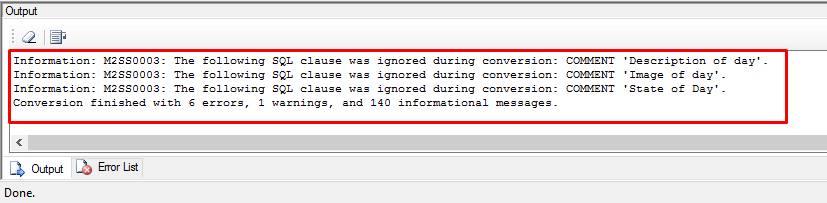 Output
Information: M2SS0003: The following SQL clause was ignored during conversion: COMMENT 'Description of day'.
Information: M2SS0003: The following SQL clause was ignored during conversion: COMMENT 'Image of day'.
Information: M2SS0003: The following SQL clause was ignored during conversion: COMMENT 'State of Day'.
Conversion finished with 6 errors, 1 warnings, and 140 informational messages.
Output Error List
Done.